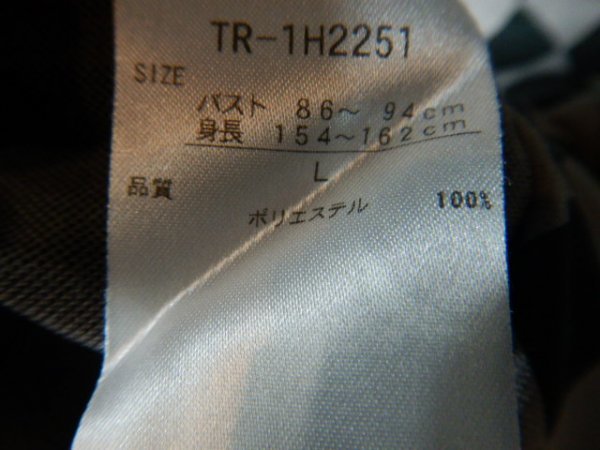 TR-1H2251
SIZE
バスト 86～ 94cm
身長 154～162cm
L
品質
ポリエステル 100%